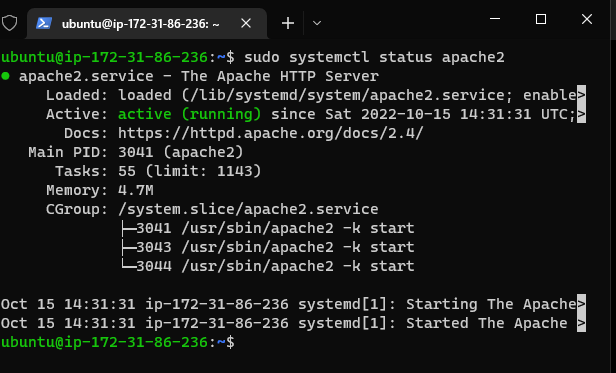 ubuntu@ip-172-31-86-236: ~
ubuntu@ip-172-31-86-236:~$ sudo systemctl status apache2
● apache2.service - The Apache HTTP Server
     Loaded: loaded (/lib/systemd/system/apache2.service; enable>
     Active: active (running) since Sat 2022-10-15 14:31:31 UTC;>
       Docs: https://httpd.apache.org/docs/2.4/
   Main PID: 3041 (apache2)
      Tasks: 55 (limit: 1143)
     Memory: 4.7M
     CGroup: /system.slice/apache2.service
             ├─3041 /usr/sbin/apache2 -k start
             ├─3043 /usr/sbin/apache2 -k start
             └─3044 /usr/sbin/apache2 -k start

Oct 15 14:31:31 ip-172-31-86-236 systemd[1]: Starting The Apache>
Oct 15 14:31:31 ip-172-31-86-236 systemd[1]: Started The Apache >
ubuntu@ip-172-31-86-236:~$